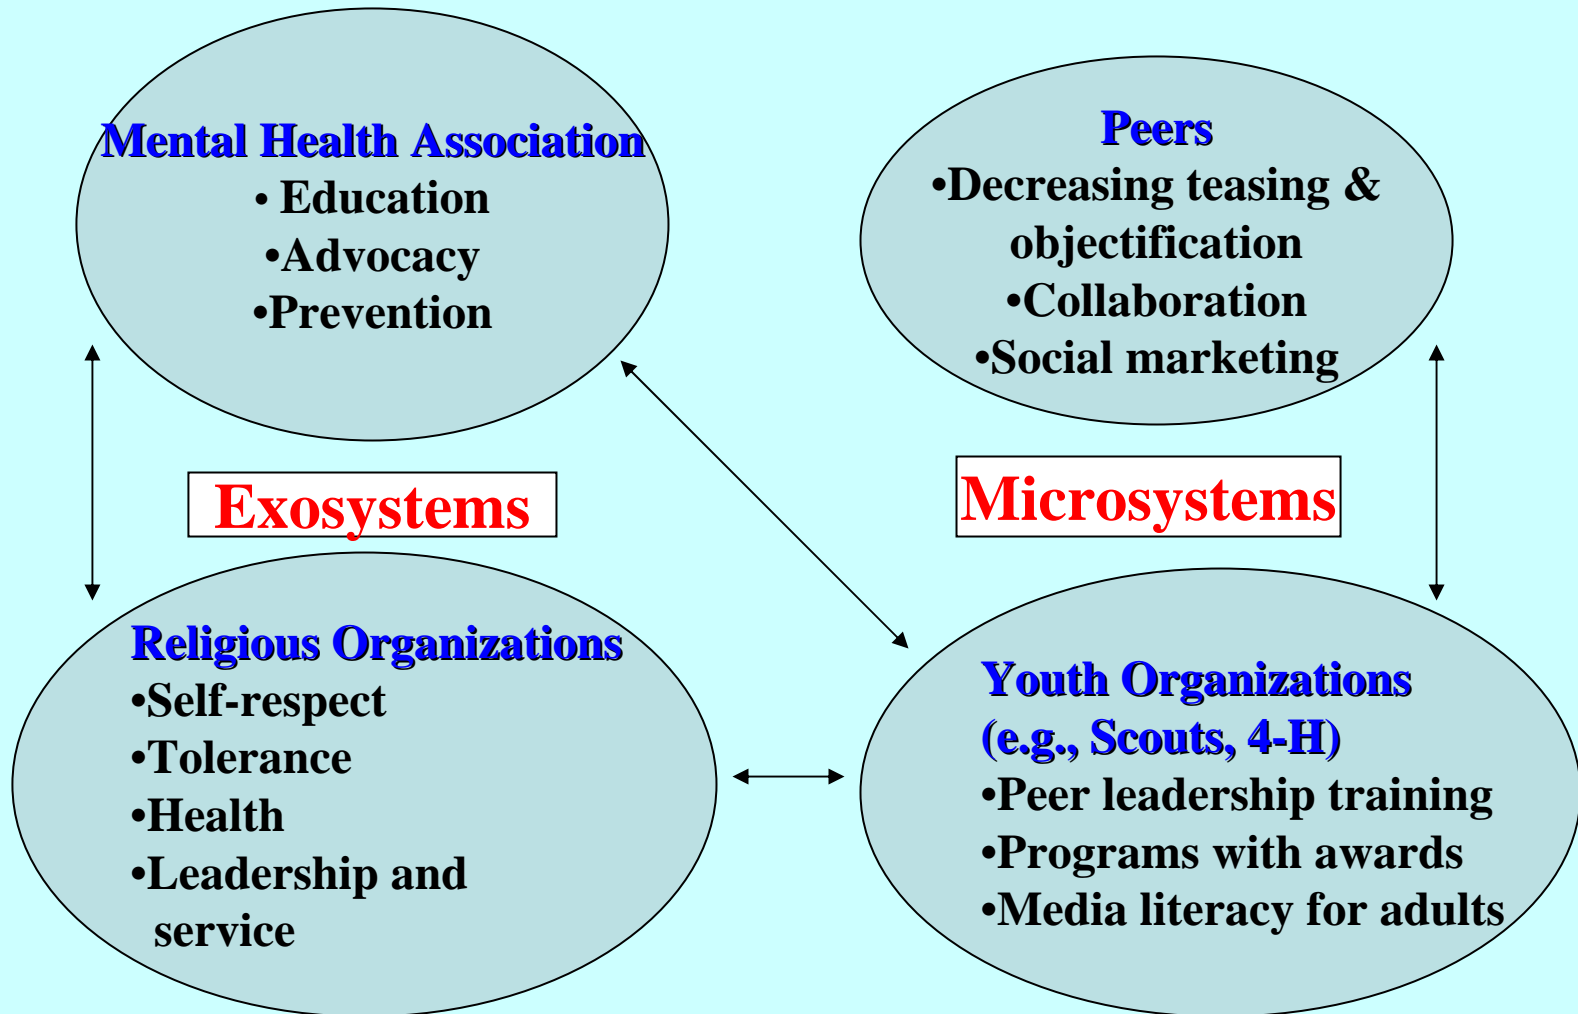 Mental Health Association
• Education
•Advocacy
•Prevention
Peers
•Decreasing teasing &
objectification
•Collaboration
•Social marketing
Exosystems
Microsystems
Religious Organizations
•Self-respect
•Tolerance
•Health
•Leadership and
service
Youth Organizations
(e.g., Scouts, 4-H)
•Peer leadership training
•Programs with awards
•Media literacy for adults